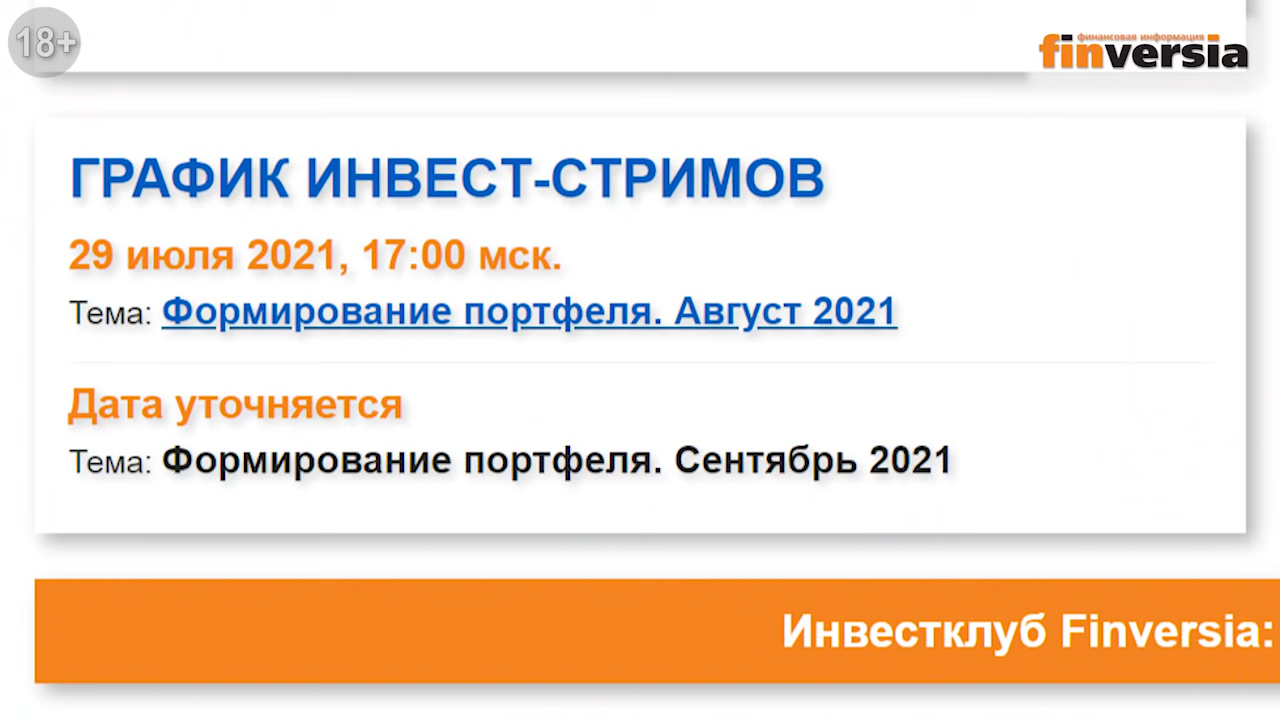 18+
финансовая информация
finversia
ГРАФИК ИНВЕСТ-СТРИМОВ
29 июля 2021, 17:00 мск.
Тема: Формирование портфеля. Август 2021
Дата уточняется
Тема: Формирование портфеля. Сентябрь 2021
Инвестклуб Finversia: